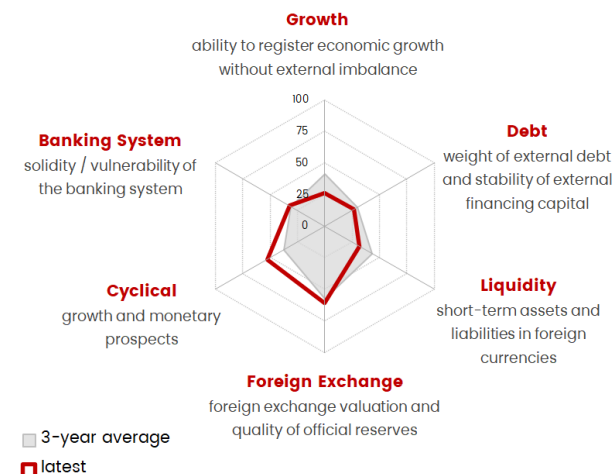 Growth
ability to register economic growth
without external imbalance
100
75
50
25
0
Banking System
solidity / vulnerability of
the banking system
Debt
weight of external debt
and stability of external
financing capital
Cyclical
growth and monetary
prospects
Liquidity
short-term assets and
liabilities in foreign
currencies
Foreign Exchange
foreign exchange valuation and
quality of official reserves
3-year average
latest